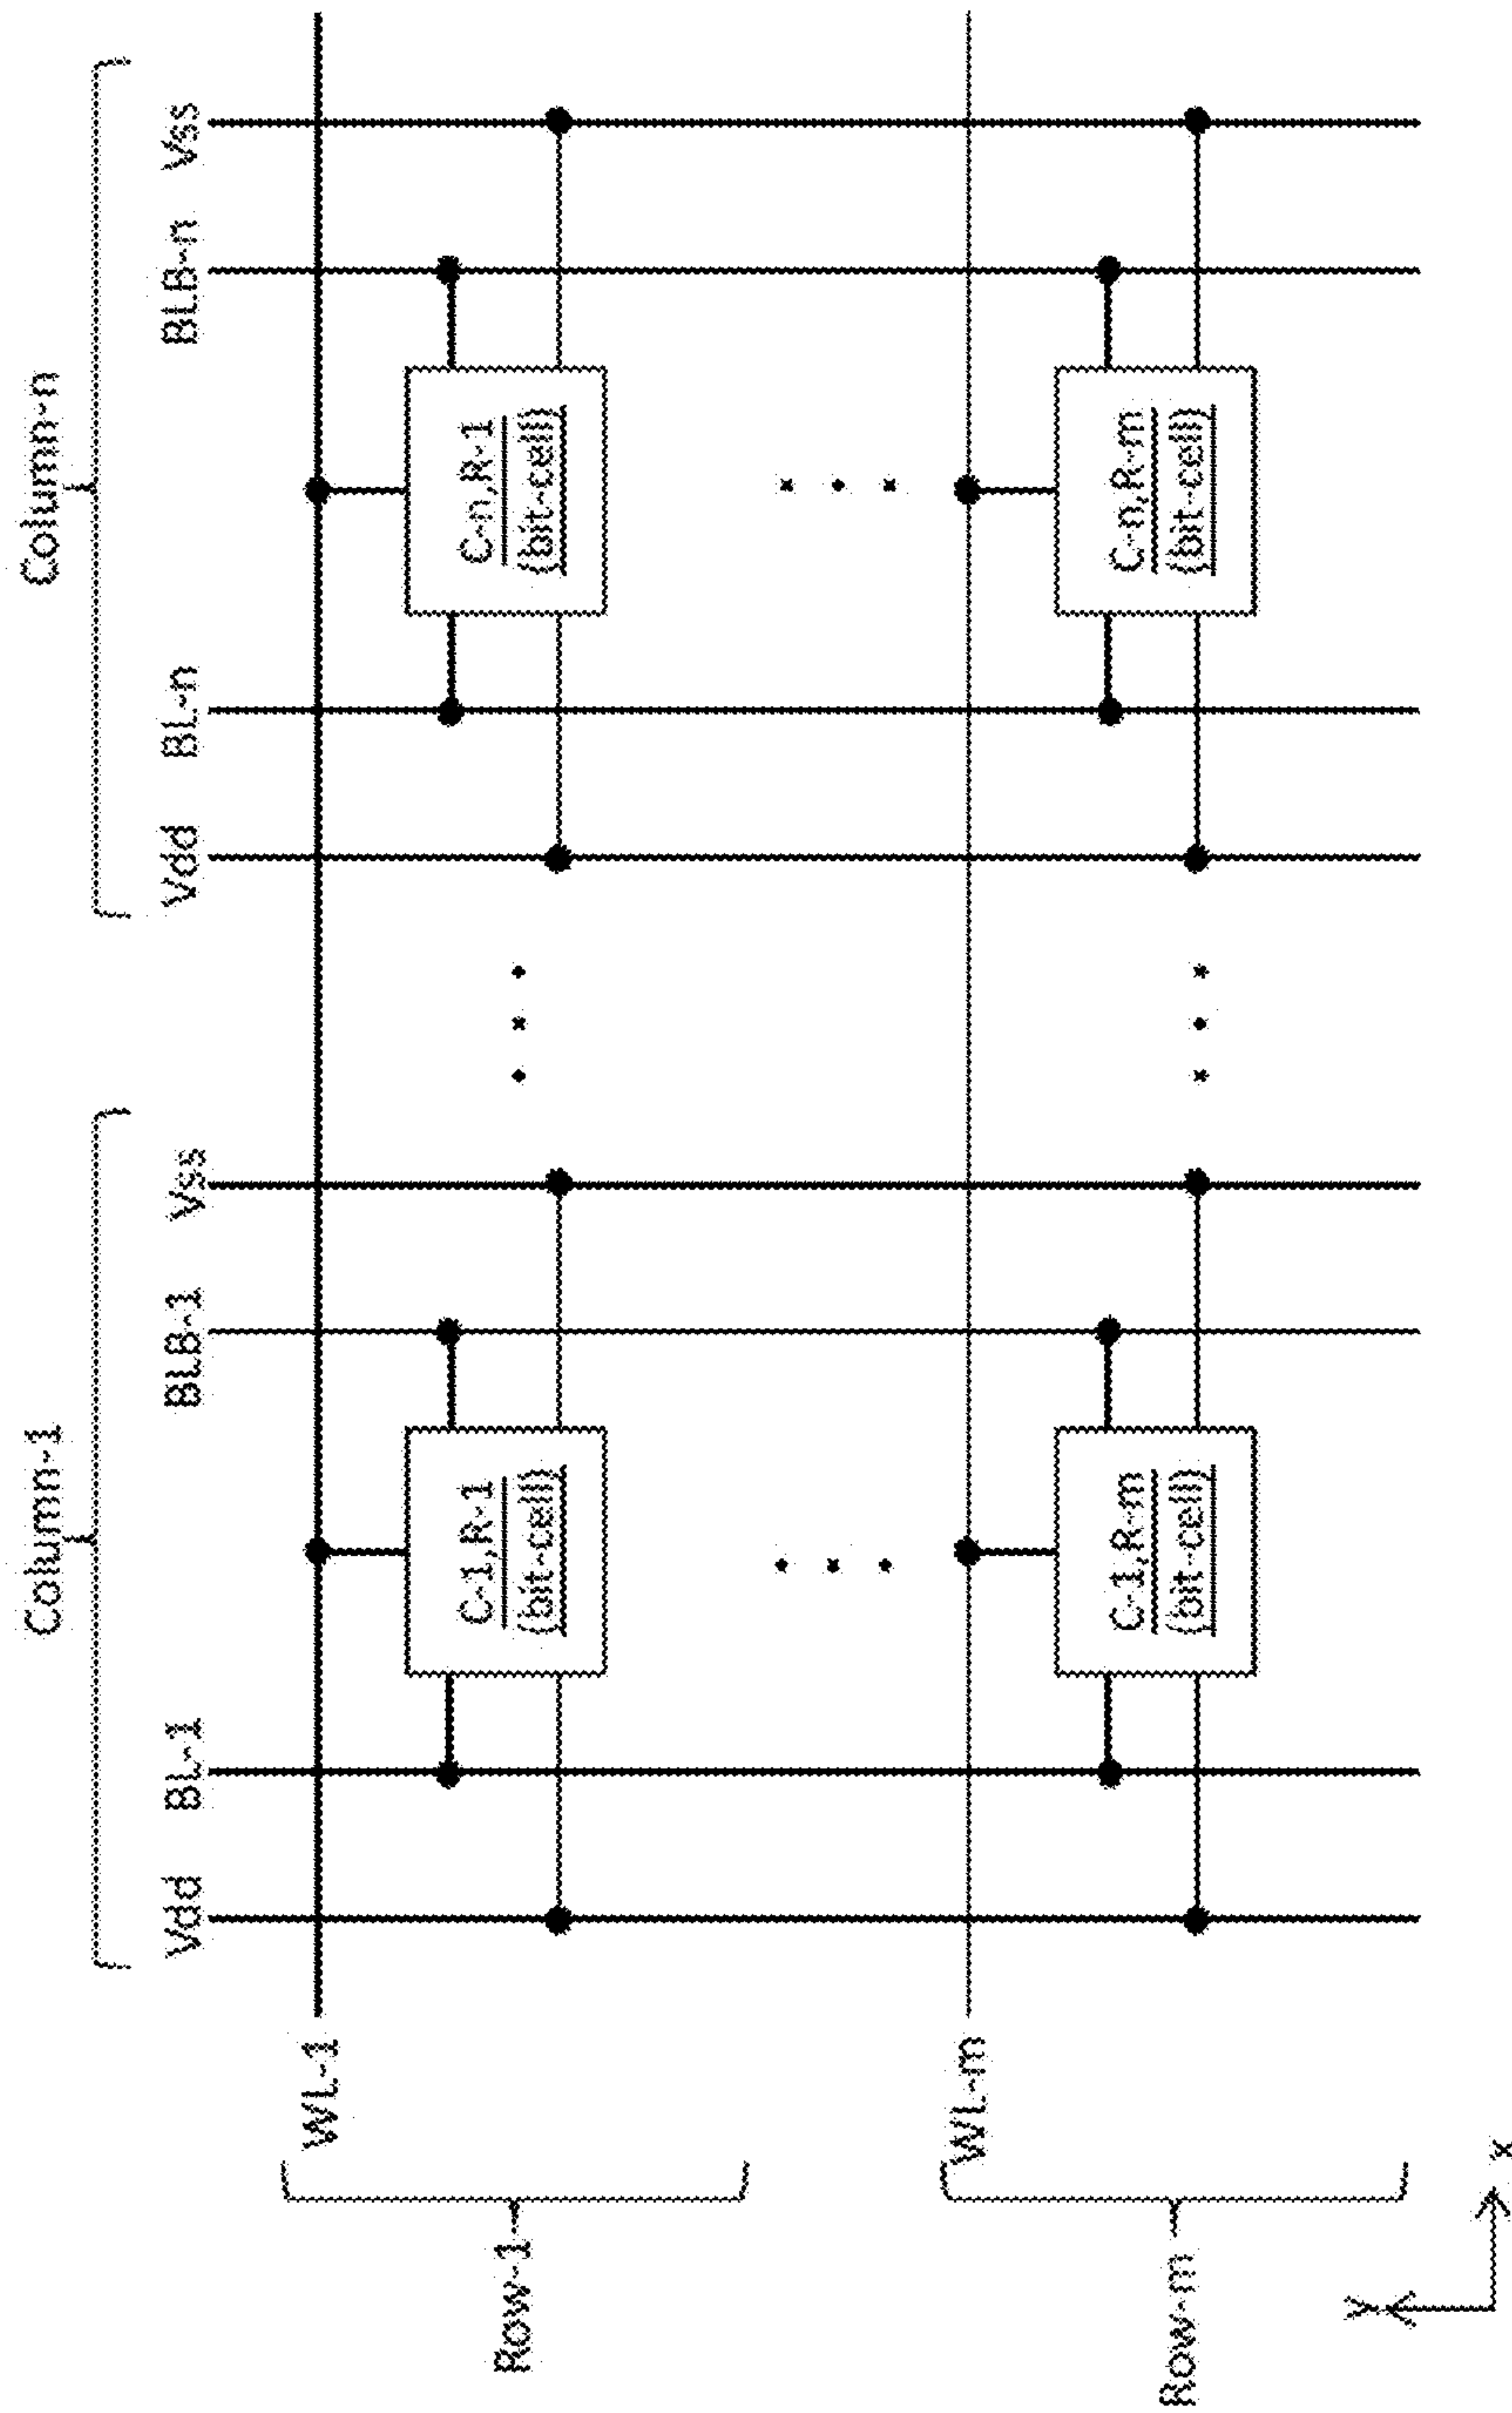 Column-1
Column-n
Vdd
BL-1
BLB-1
Vss
Vdd
BL-n
BLB-n
Vss
WL-1
Row-1
C-1,R-1
(bit-cell)
C-n,R-1
(bit-cell)
WL-m
Row-m
C-1,R-m
(bit-cell)
C-n,R-m
(bit-cell)
y
x